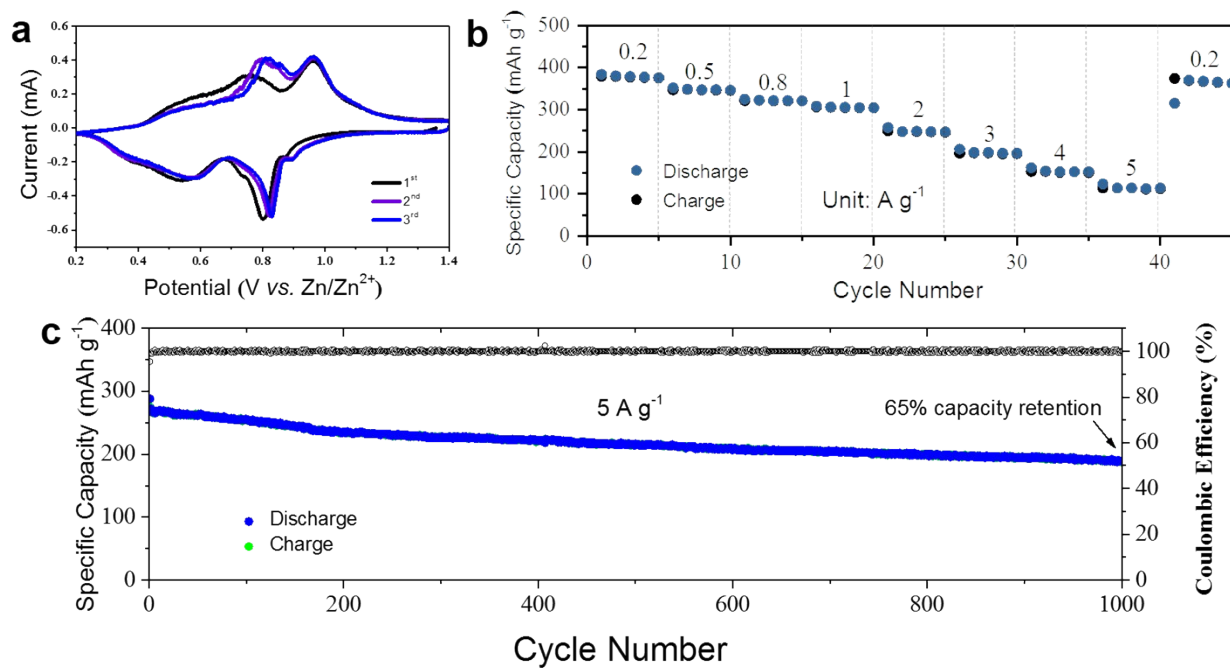 a
Current (mA)
0.6
0.4
0.2
0.0
-0.2
-0.4
-0.6
1st
2nd
3rd
0.2 0.4 0.6 0.8 1.0 1.2 1.4
Potential (V vs. Zn/Zn2+)
b
Specific Capacity (mAh g-1)
500
400
300
200
100
0
0.2
0.5
0.8
1
2
3
4
5
0.2
Discharge
Charge
Unit: A g-1
0 10 20 30 40
Cycle Number
c
Specific Capacity (mAh g-1)
400
300
200
100
0
5 A g-1
65% capacity retention
Discharge
Charge
100
80
60
40
20
0
Coulombic Efficiency (%)
0 200 400 600 800 1000
Cycle Number